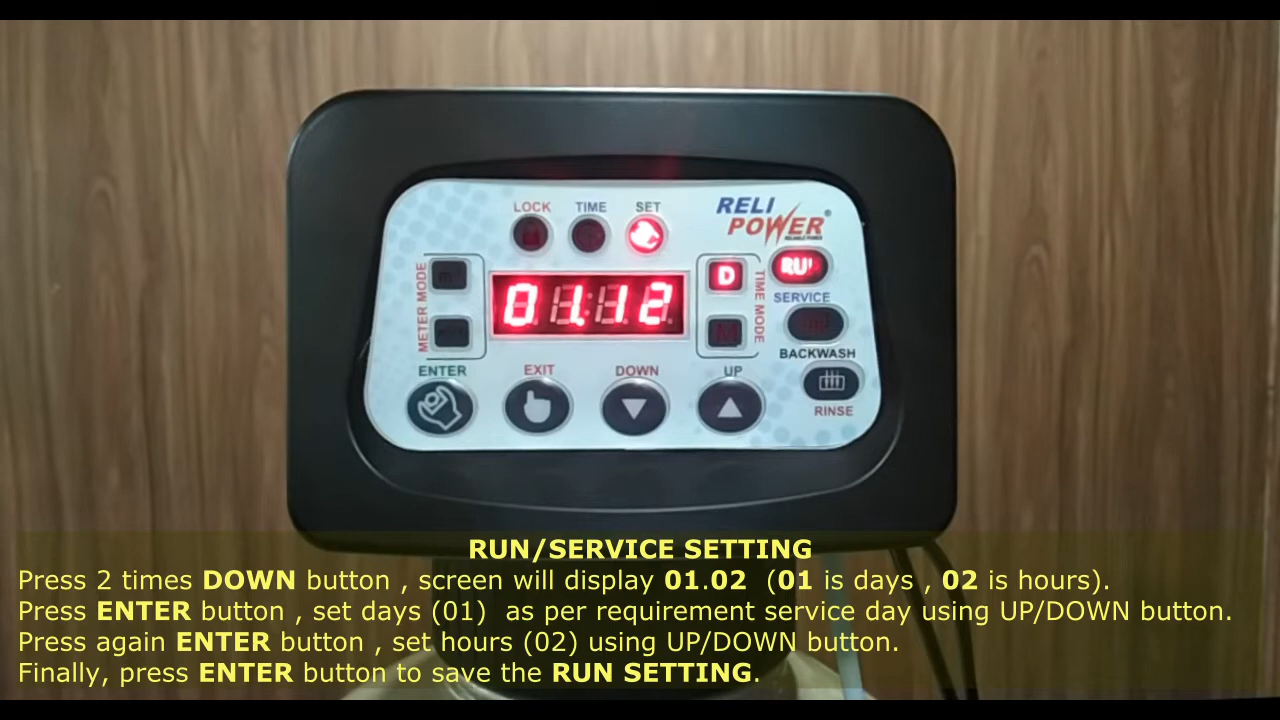 LOCK TIME SET
RELI
POWER®
RELIABLE POWER
METER MODE
01.12
D
M
TIME MODE
RUN
SERVICE
BACKWASH
RINSE
ENTER EXIT DOWN UP
RUN/SERVICE SETTING
Press 2 times DOWN button , screen will display 01.02 (01 is days , 02 is hours).
Press ENTER button , set days (01) as per requirement service day using UP/DOWN button.
Press again ENTER button , set hours (02) using UP/DOWN button.
Finally, press ENTER button to save the RUN SETTING.